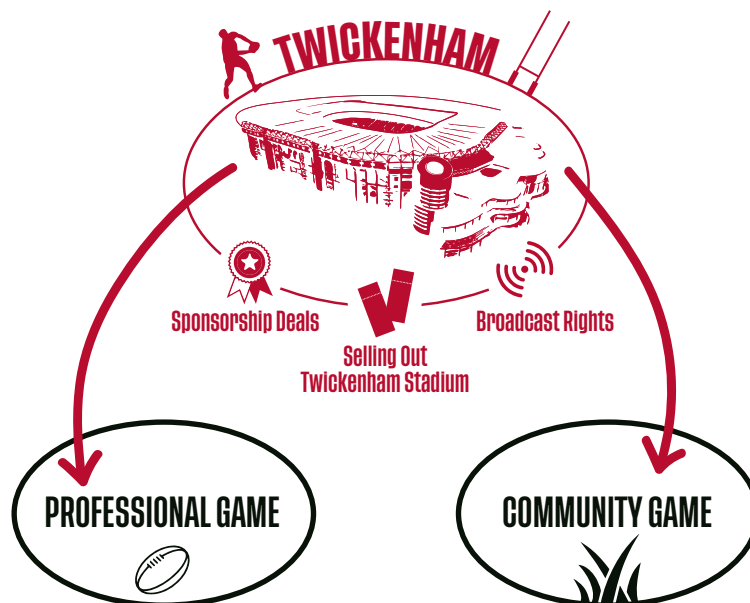 TWICKENHAM
Sponsorship Deals
Broadcast Rights
Selling Out
Twickenham Stadium
PROFESSIONAL GAME
COMMUNITY GAME